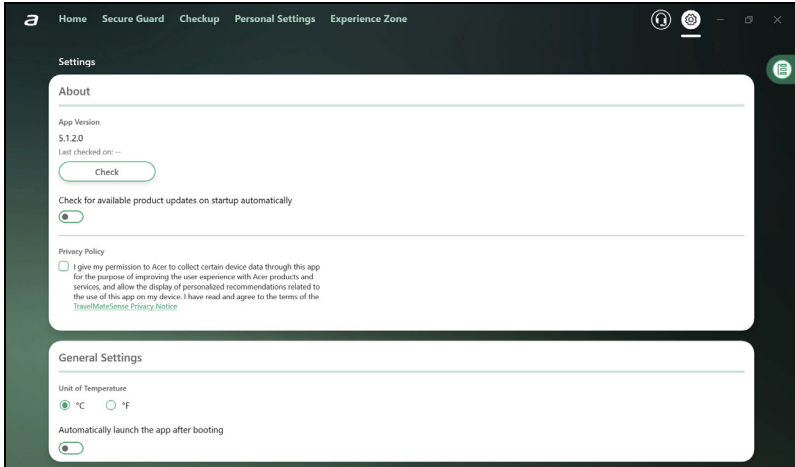 a Home Secure Guard Checkup Personal Settings Experience Zone
Settings
About
App Version
5.1.2.0
Last checked on: --
Check
Check for available product updates on startup automatically
Privacy Policy
I give my permission to Acer to collect certain device data through this app
for the purpose of improving the user experience with Acer products and
services, and allow the display of personalized recommendations related to
the use of this app on my device. I have read and agree to the terms of the
TravelMateSense Privacy Notice
General Settings
Unit of Temperature
°C °F
Automatically launch the app after booting